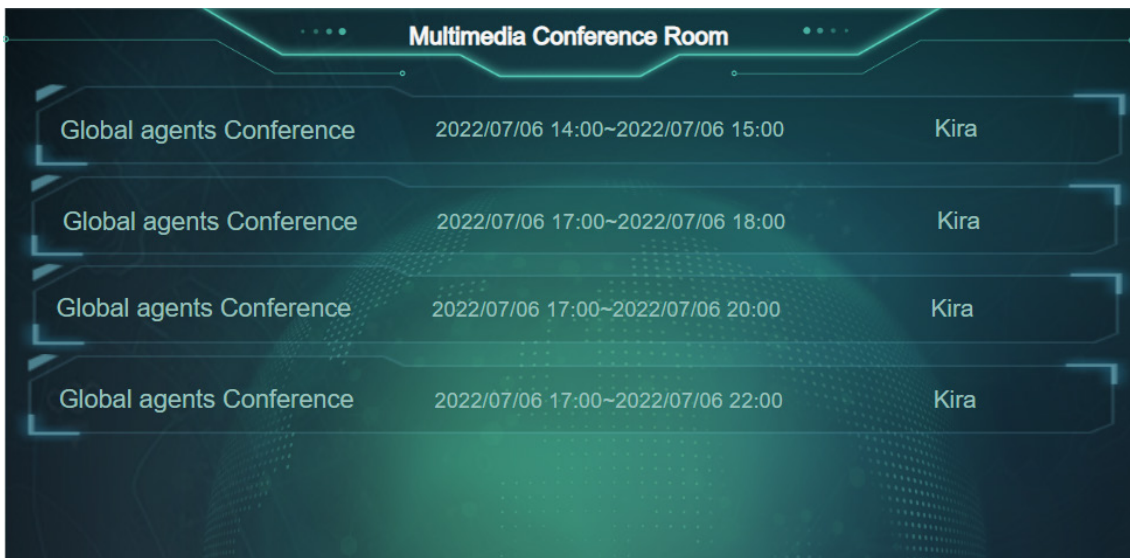 Multimedia Conference Room
Global agents Conference 2022/07/06 14:00~2022/07/06 15:00 Kira
Global agents Conference 2022/07/06 17:00~2022/07/06 18:00 Kira
Global agents Conference 2022/07/06 17:00~2022/07/06 20:00 Kira
Global agents Conference 2022/07/06 17:00~2022/07/06 22:00 Kira